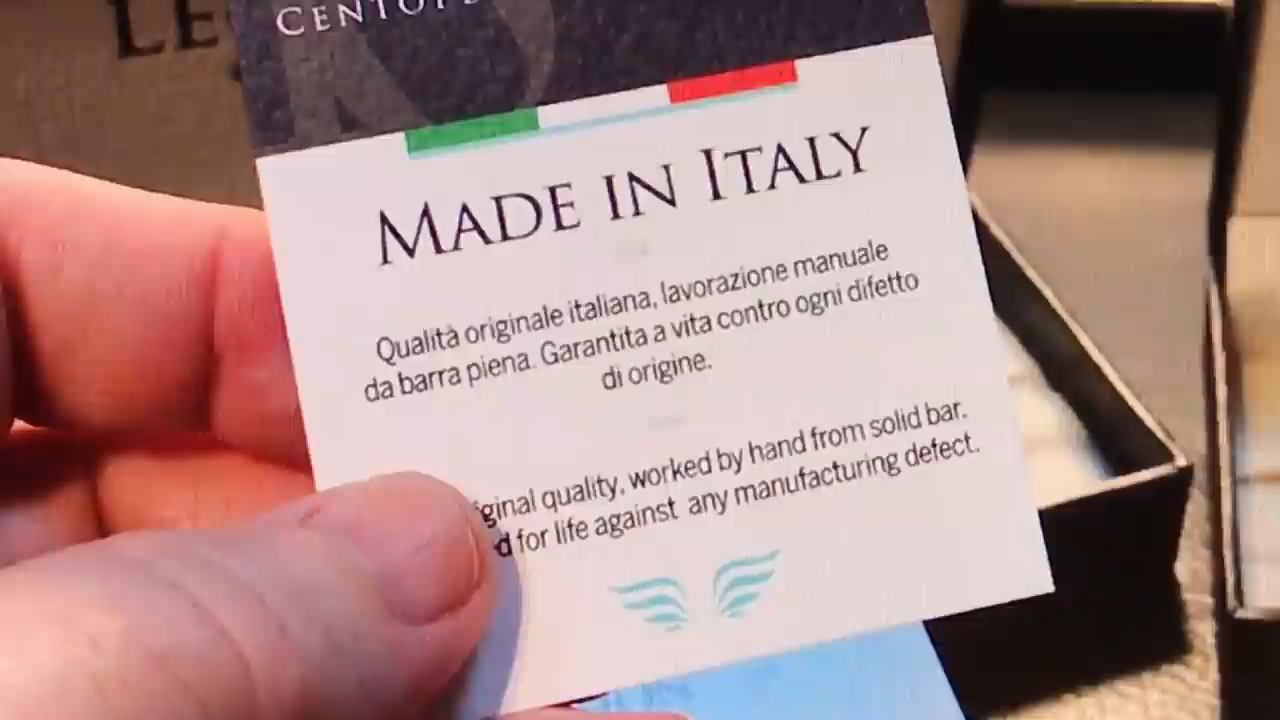 Made in Italy
Qualità originale italiana, lavorazione manuale
da barra piena. Garantita a vita contro ogni difetto
di origine.
quality, worked by hand from solid bar.
for life against any manufacturing defect.